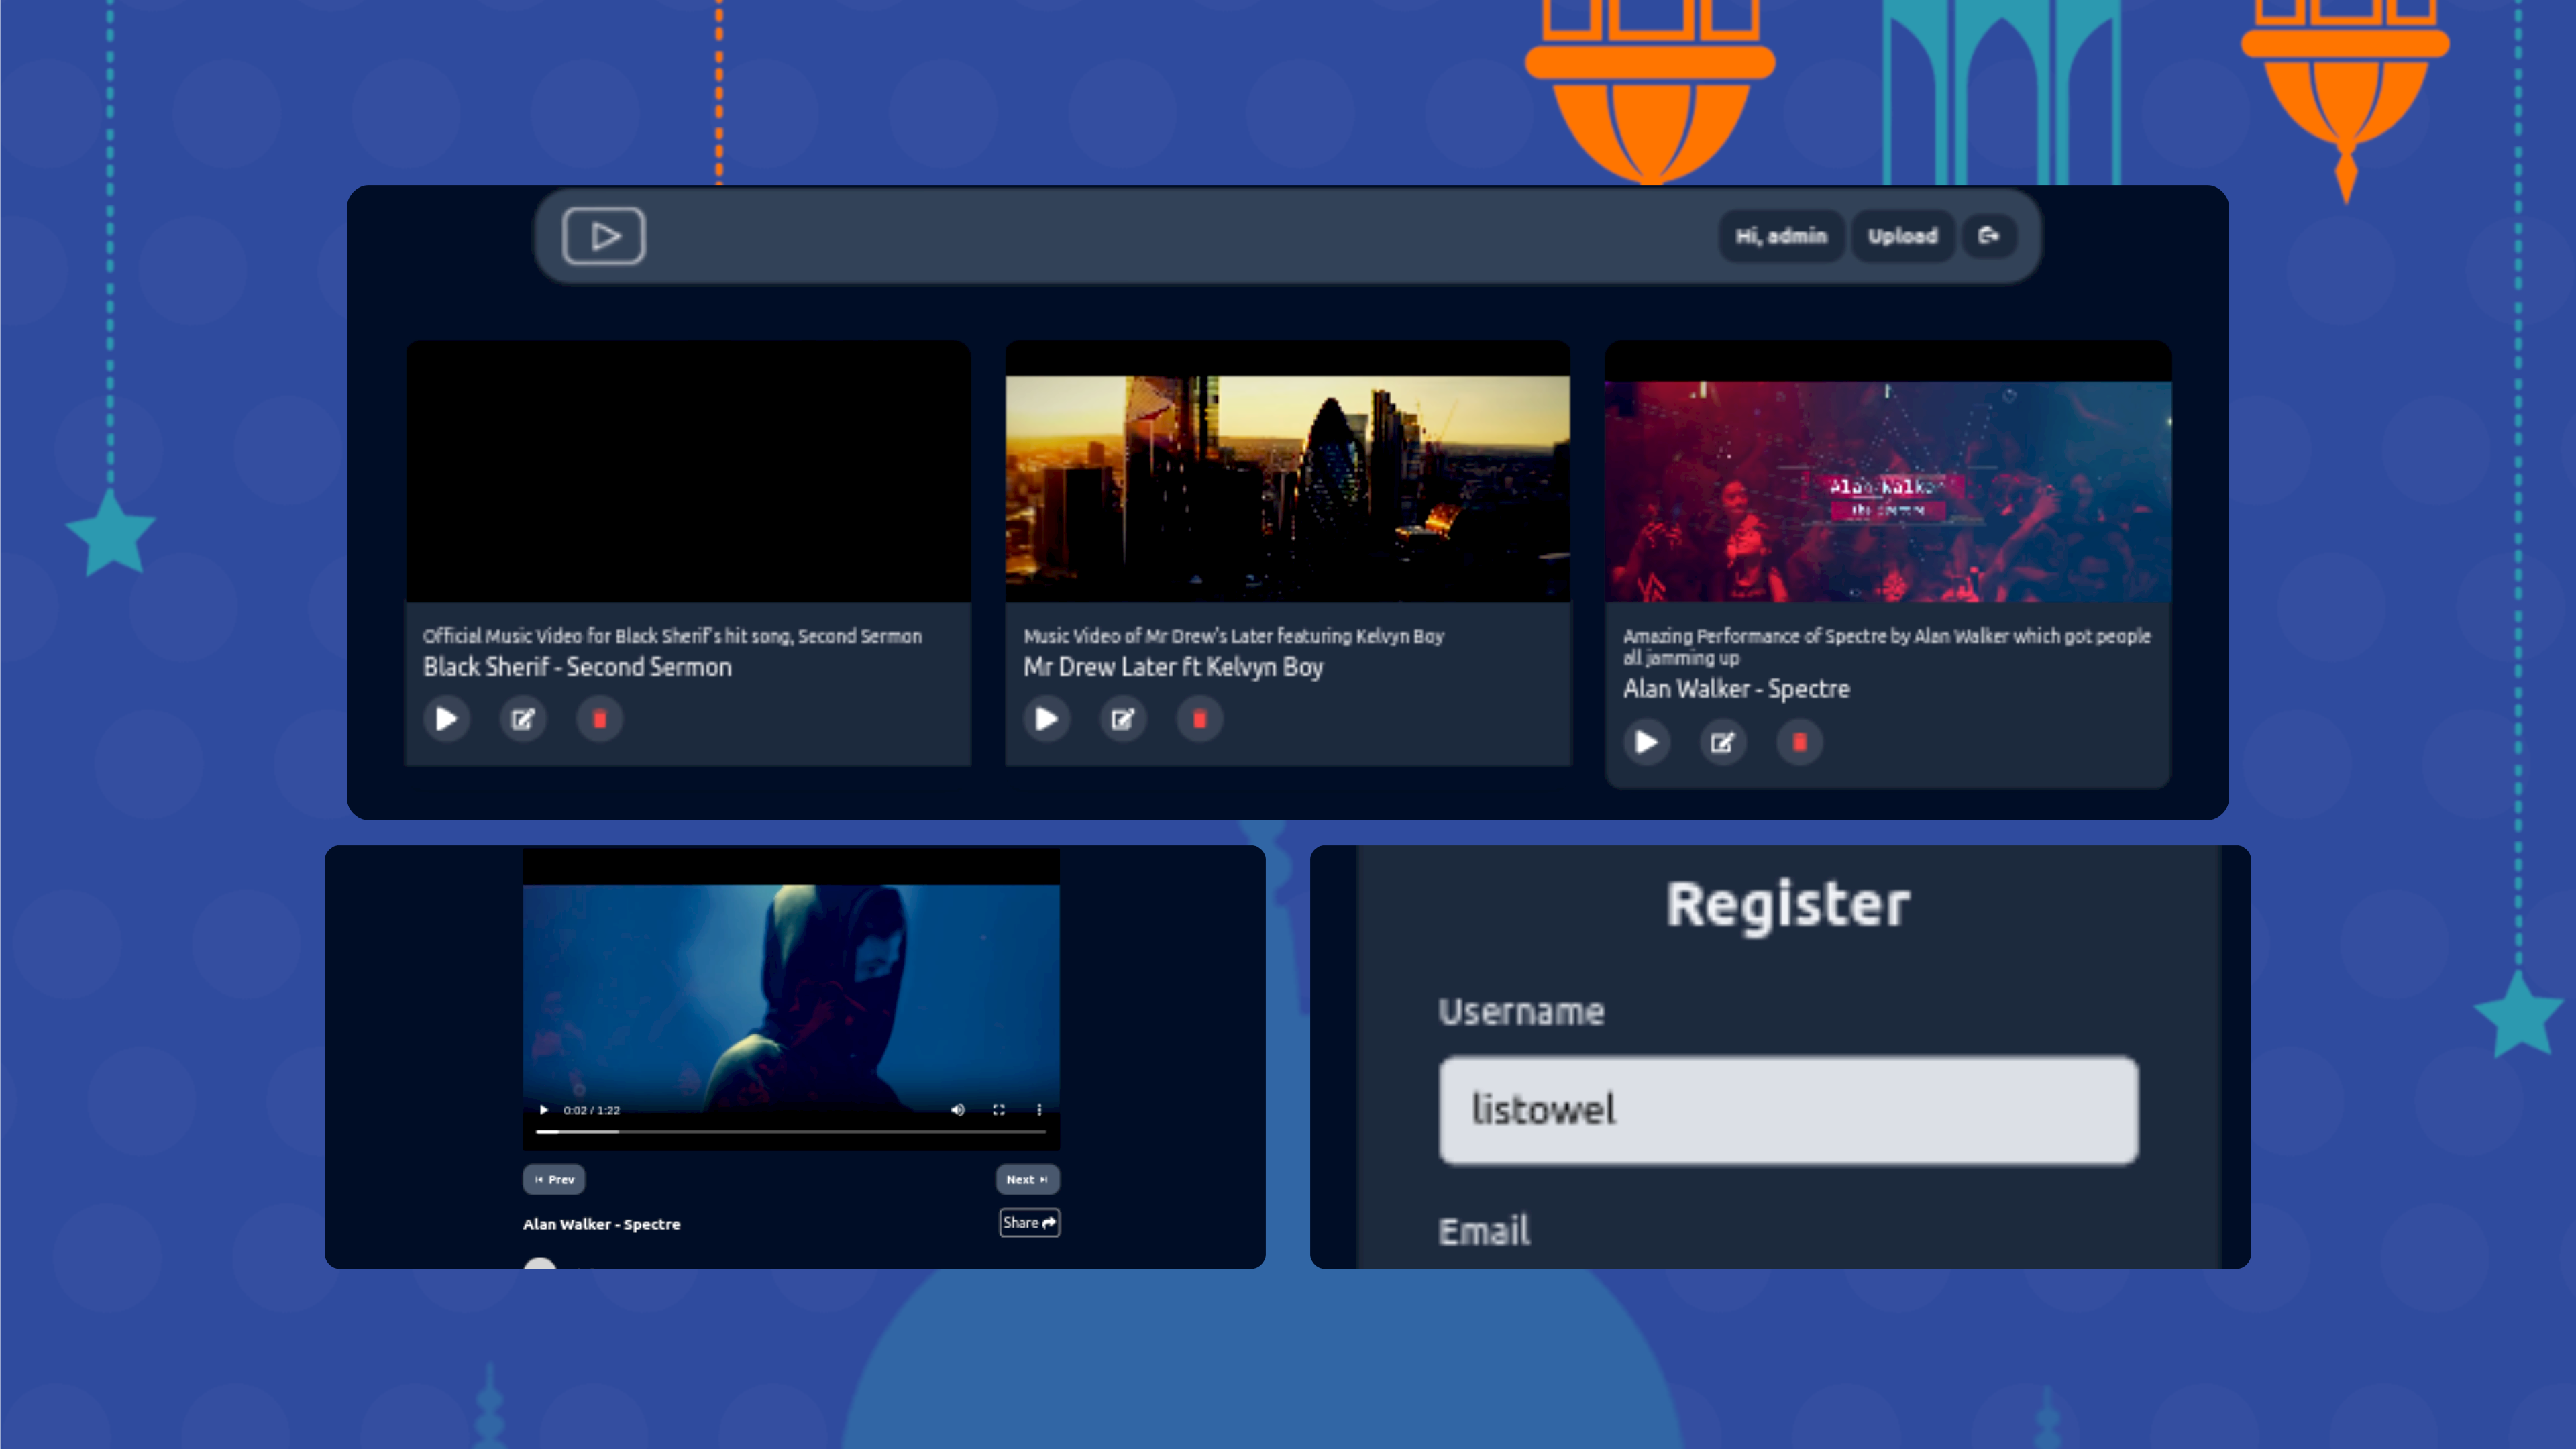 Hi, admin
Upload
Alan Walker
the spectre
Official Music Video for Black Sherif's hit song, Second Sermon
Black Sherif - Second Sermon
Music Video of Mr Drew's Later featuring Kelvyn Boy
Mr Drew Later ft Kelvyn Boy
Amazing Performance of Spectre by Alan Walker which got people
all jamming up
Alan Walker - Spectre
0:02 / 1:22
Prev
Next
Alan Walker - Spectre
Share
Register
Username
listowel
Email